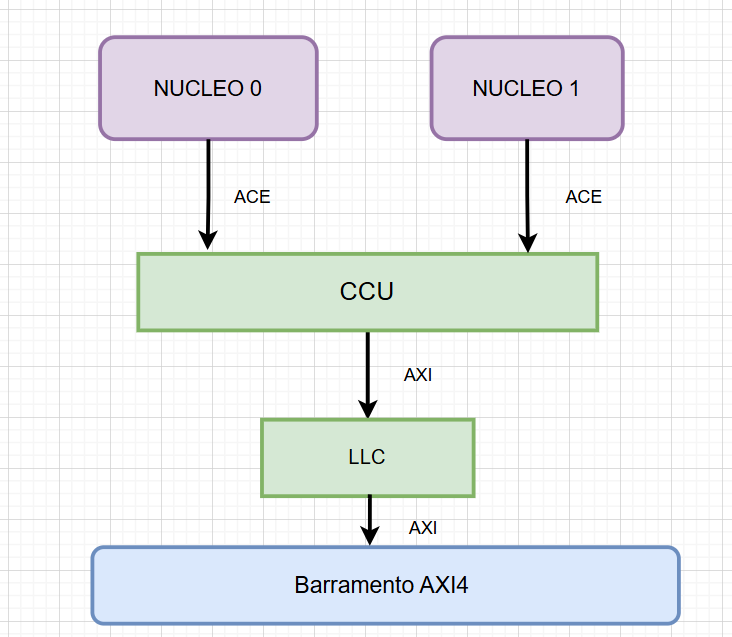 NUCLEO 0
NUCLEO 1
ACE
ACE
CCU
AXI
LLC
AXI
Barramento AXI4